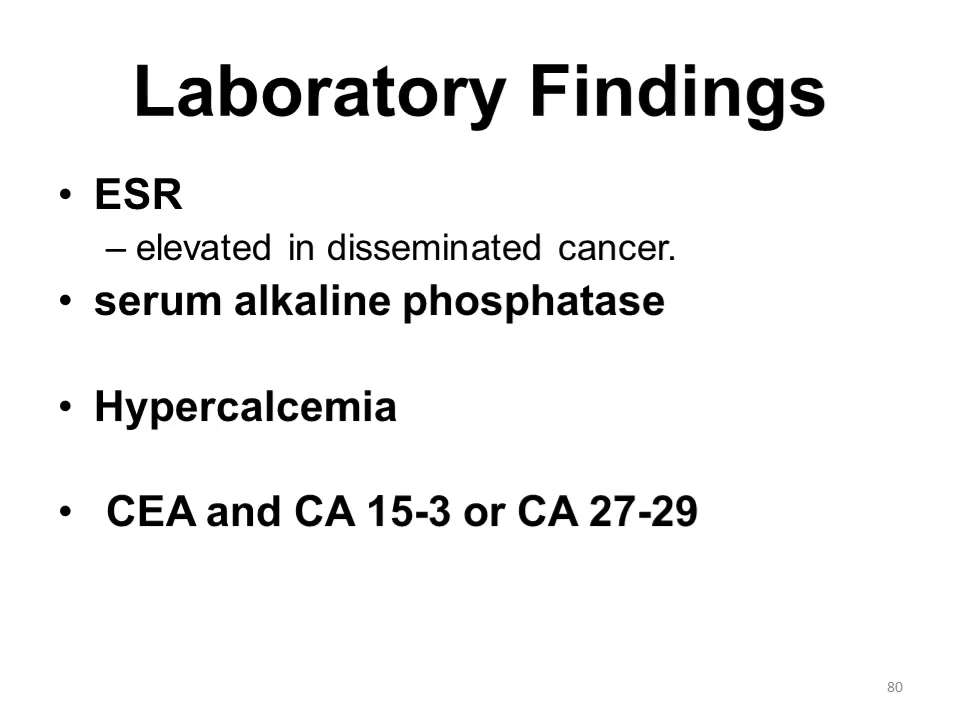 Laboratory Findings
• ESR
– elevated in disseminated cancer.
• serum alkaline phosphatase
• Hypercalcemia
• CEA and CA 15-3 or CA 27-29
80